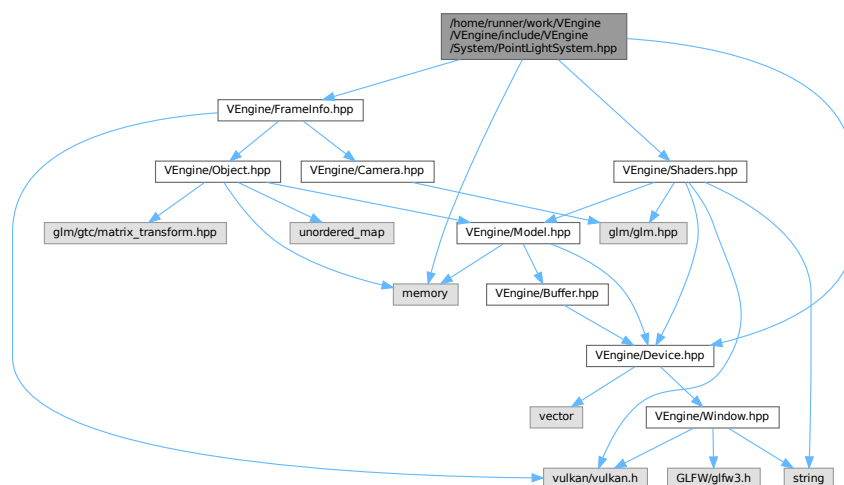 /home/runner/work/VEngine
/VEngine/include/VEngine
/System/PointLightSystem.hpp
VEngine/FrameInfo.hpp
VEngine/Object.hpp
VEngine/Camera.hpp
VEngine/Shaders.hpp
glm/gtc/matrix_transform.hpp
unordered_map
VEngine/Model.hpp
glm/glm.hpp
memory
VEngine/Buffer.hpp
VEngine/Device.hpp
vector
VEngine/Window.hpp
vulkan/vulkan.h
GLFW/glfw3.h
string